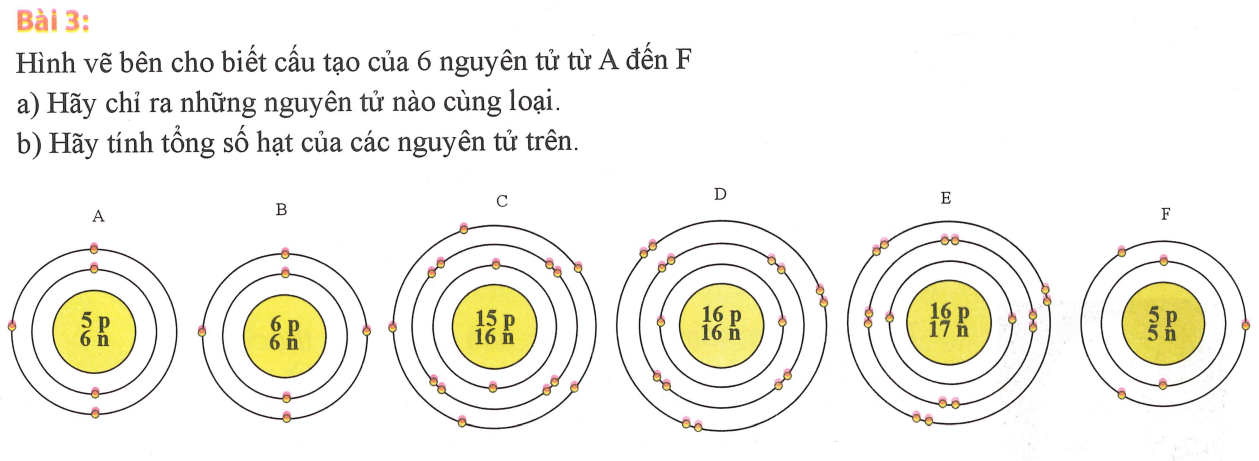 Bài 3:
Hình vẽ bên cho biết cấu tạo của 6 nguyên tử từ A đến F
a) Hãy chỉ ra những nguyên tử nào cùng loại.
b) Hãy tính tổng số hạt của các nguyên tử trên.
A
B
C
D
E
F
5 p
6 n
6 p
6 n
15 p
16 n
16 p
16 n
16 p
17 n
5 p
5 n